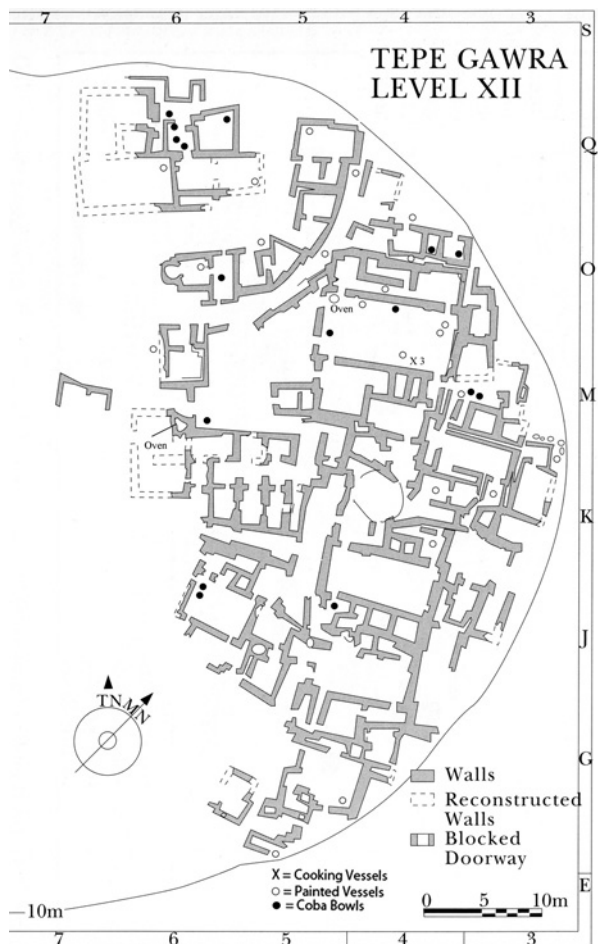 7 6 5 4 3
S
TEPE GAWRA
LEVEL XII
Q
O
Oven
X 3
M
Oven
K
J
TN MN
G
Walls
Reconstructed
Walls
Blocked
Doorway
X = Cooking Vessels
○ = Painted Vessels
● = Coba Bowls
E
0 5 10m
10m
7 6 5 4 3